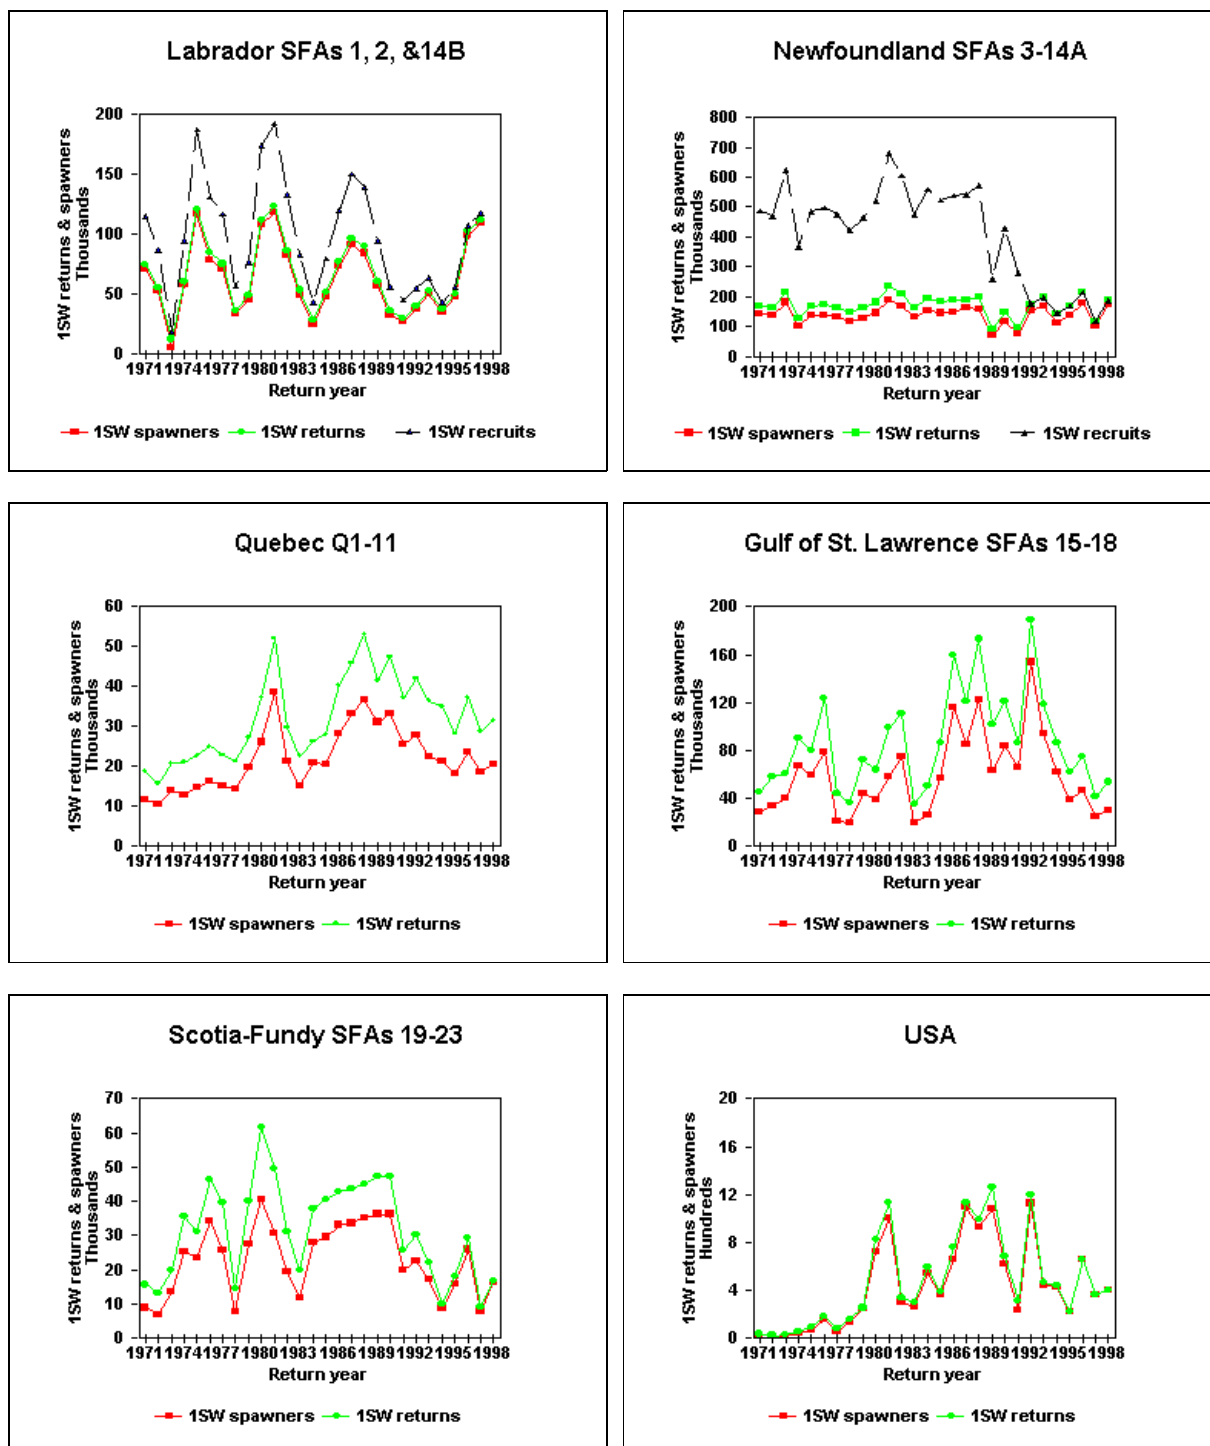 Labrador SFAs 1, 2, &14B
1SW returns & spawners
Thousands
200
150
100
50
0
1971 1974 1977 1980 1983 1986 1989 1992 1995 1998
Return year
1SW spawners 1SW returns 1SW recruits
Newfoundland SFAs 3-14A
1SW returns & spawners
Thousands
800
700
600
500
400
300
200
100
0
1971 1974 1977 1980 1983 1986 1989 1992 1995 1998
Return year
1SW spawners 1SW returns 1SW recruits
Quebec Q1-11
1SW returns & spawners
Thousands
60
50
40
30
20
10
0
1971 1974 1977 1980 1983 1986 1989 1992 1995 1998
Return year
1SW spawners 1SW returns
Gulf of St. Lawrence SFAs 15-18
1SW returns & spawners
Thousands
200
160
120
80
40
0
1971 1974 1977 1980 1983 1986 1989 1992 1995 1998
Return year
1SW spawners 1SW returns
Scotia-Fundy SFAs 19-23
1SW returns & spawners
Thousands
70
60
50
40
30
20
10
0
1971 1974 1977 1980 1983 1986 1989 1992 1995 1998
Return year
1SW spawners 1SW returns
USA
1SW returns & spawners
Hundreds
20
16
12
8
4
0
1971 1974 1977 1980 1983 1986 1989 1992 1995 1998
Return year
1SW spawners 1SW returns